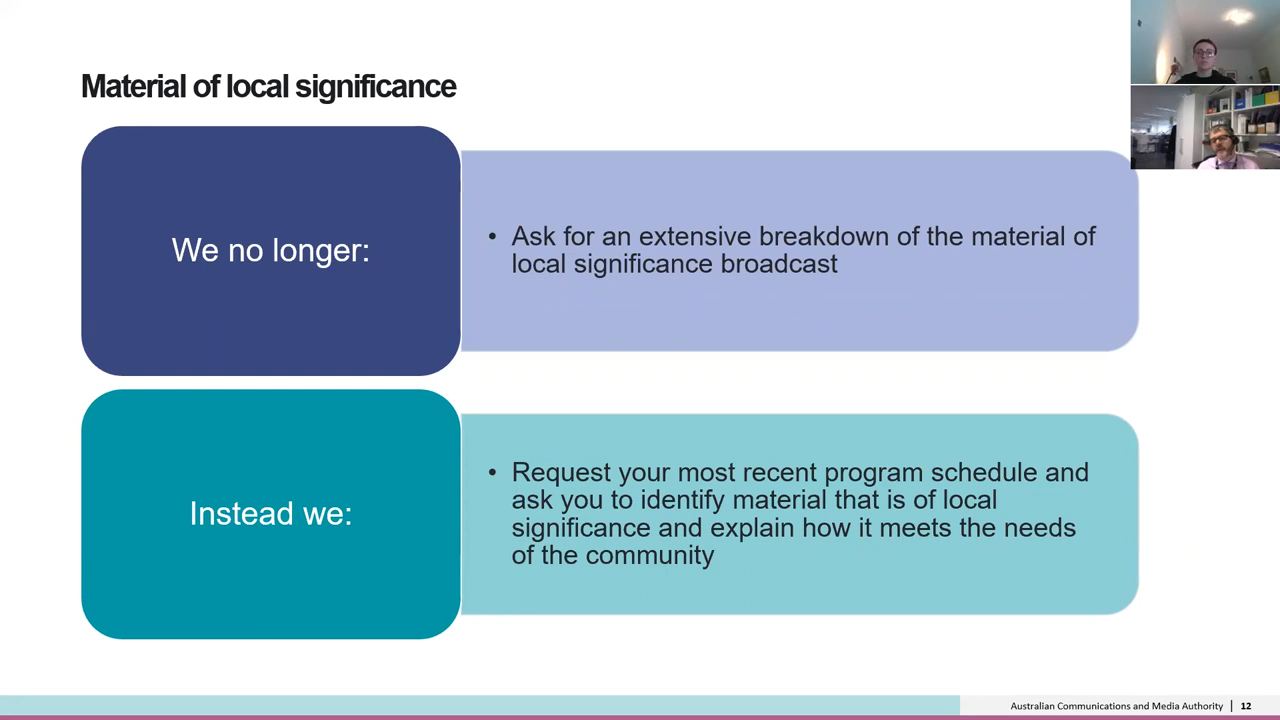 Material of local significance
We no longer:
• Ask for an extensive breakdown of the material of
local significance broadcast
Instead we:
• Request your most recent program schedule and
ask you to identify material that is of local
significance and explain how it meets the needs
of the community
Australian Communications and Media Authority | 12